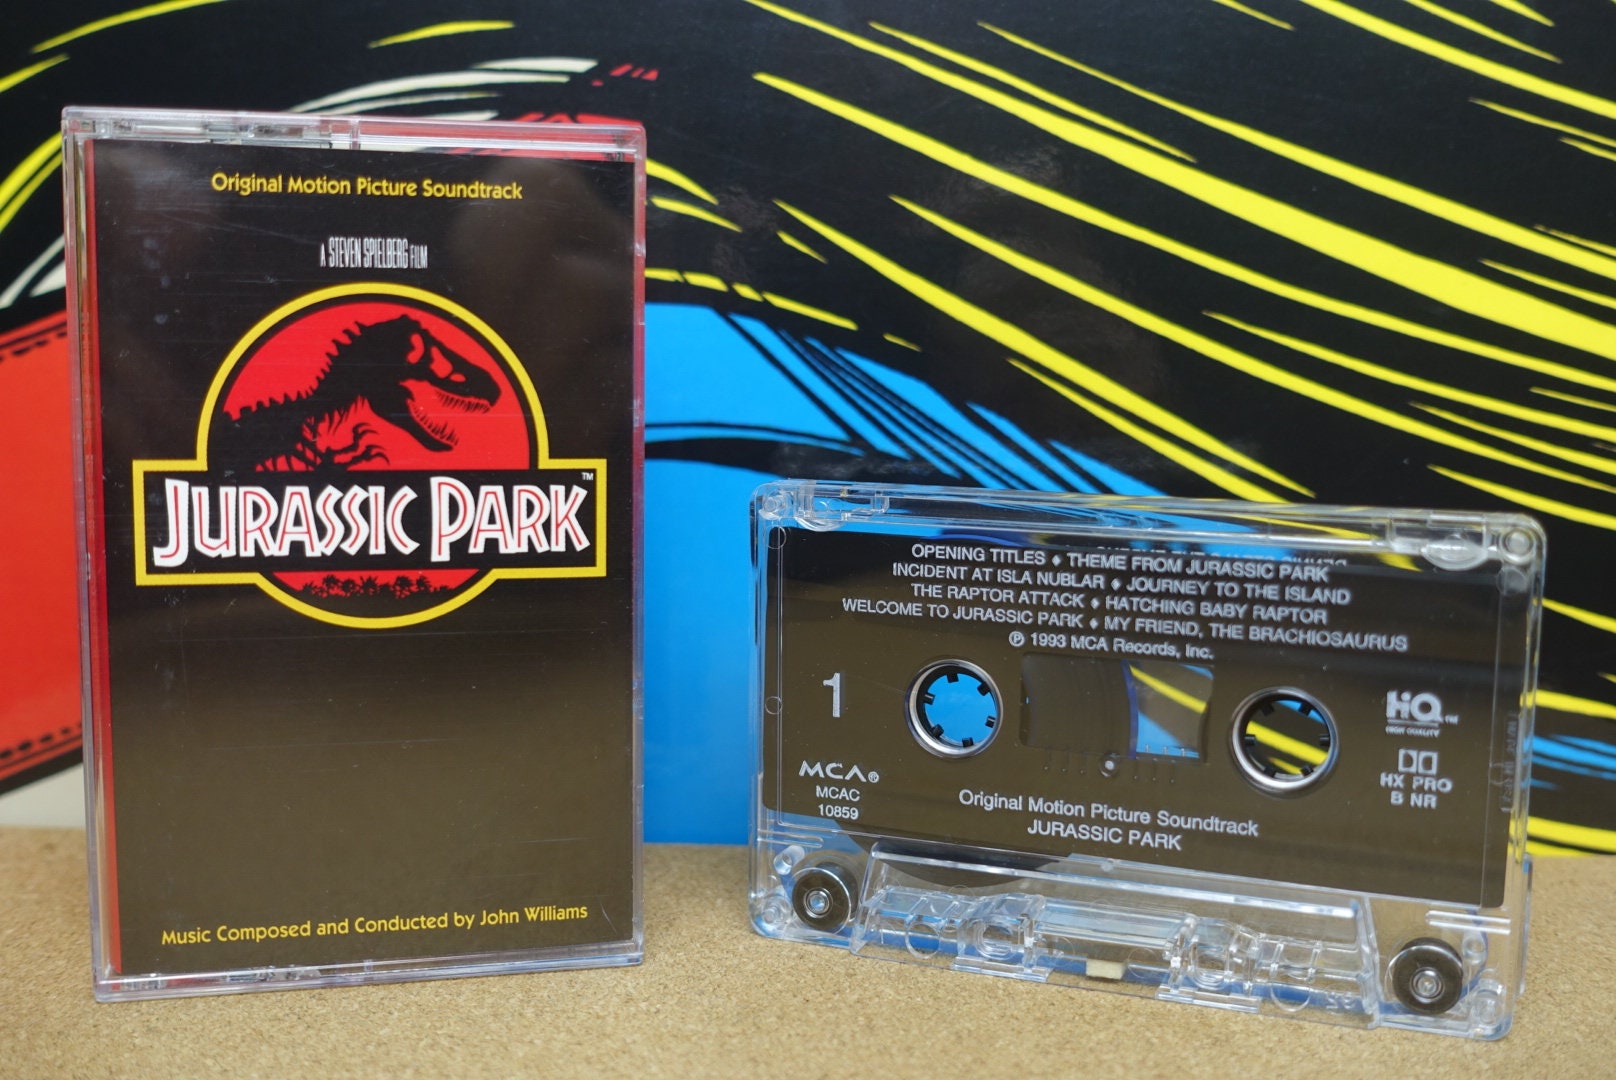 Original Motion Picture Soundtrack
A STEVEN SPIELBERG FILM
JURASSIC PARK™
Music Composed and Conducted by John Williams
OPENING TITLES ♦ THEME FROM JURASSIC PARK
INCIDENT AT ISLA NUBLAR ♦ JOURNEY TO THE ISLAND
THE RAPTOR ATTACK ♦ HATCHING BABY RAPTOR
WELCOME TO JURASSIC PARK ♦ MY FRIEND, THE BRACHIOSAURUS
℗ 1993 MCA Records, Inc.
1
HiQ™
HIGH QUALITY
HX PRO
B NR
MCA®
MCAC
10859
Original Motion Picture Soundtrack
JURASSIC PARK